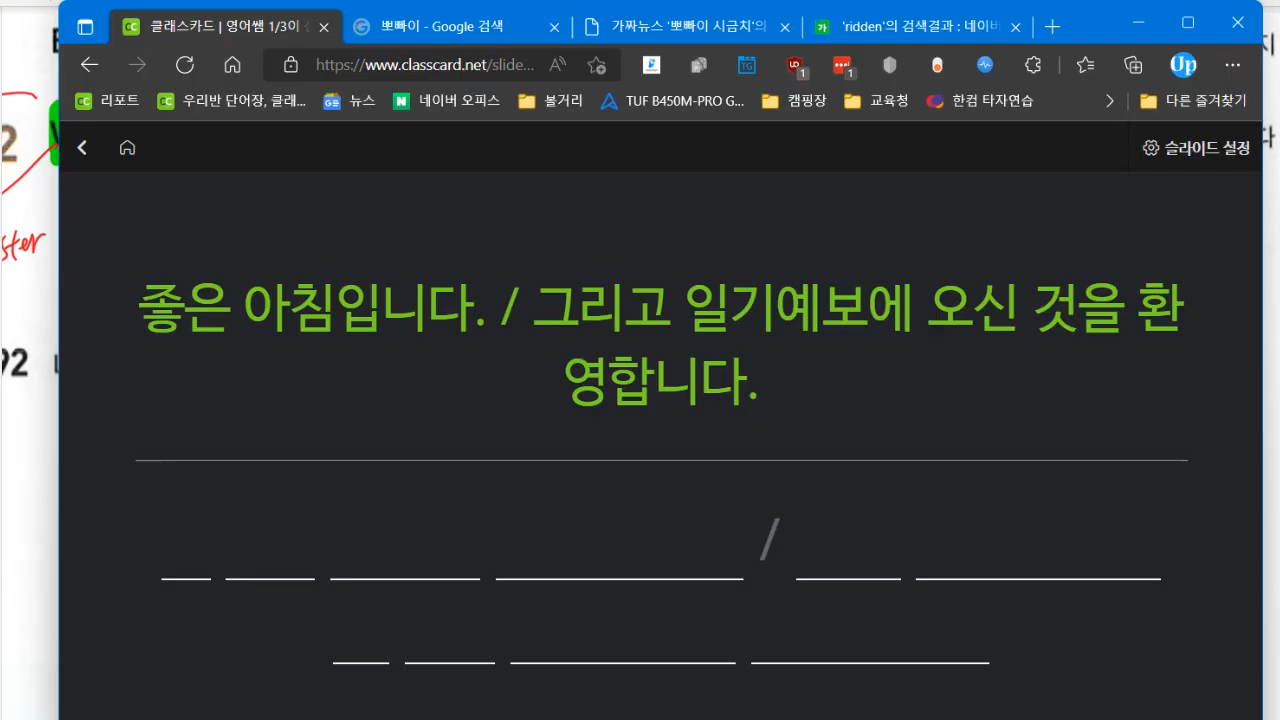 클래스카드 | 영어쌤 1/3이
뽀빠이 - Google 검색
가짜뉴스 '뽀빠이 시금치'의
'ridden'의 검색결과 : 네이버
https://www.classcard.net/slide...
1
1
Up
리포트
우리반 단어장, 클래...
뉴스
네이버 오피스
볼거리
TUF B450M-PRO G...
캠핑장
교육청
한컴 타자연습
다른 즐겨찾기
슬라이드 설정
2
ster
92
좋은 아침입니다. / 그리고 일기예보에 오신 것을 환
영합니다.
/